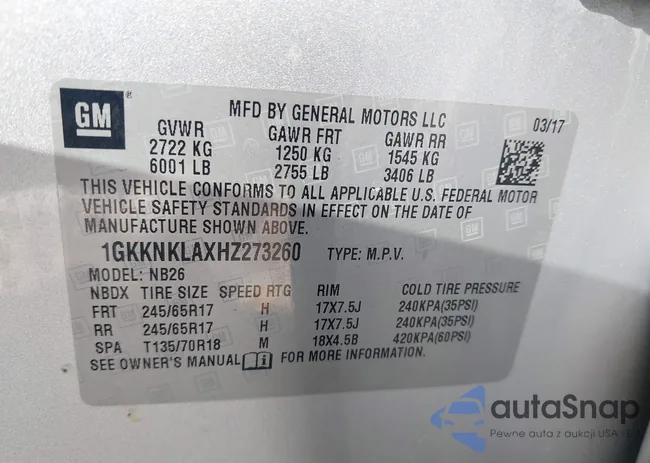 GM
MFD BY GENERAL MOTORS LLC
03/17
GVWR GAWR FRT GAWR RR
2722 KG 1250 KG 1545 KG
6001 LB 2755 LB 3406 LB
THIS VEHICLE CONFORMS TO ALL APPLICABLE U.S. FEDERAL MOTOR
VEHICLE SAFETY STANDARDS IN EFFECT ON THE DATE OF
MANUFACTURE SHOWN ABOVE.
1GKKNKLAXHZ273260 TYPE: M.P.V.
MODEL: NB26
NBDX TIRE SIZE SPEED RTG RIM COLD TIRE PRESSURE
FRT 245/65R17 H 17X7.5J 240KPA(35PSI)
RR 245/65R17 H 17X7.5J 240KPA(35PSI)
SPA T135/70R18 M 18X4.5B 420KPA(60PSI)
SEE OWNER'S MANUAL i FOR MORE INFORMATION.
autaSnap
Pewne auta z aukcji USA